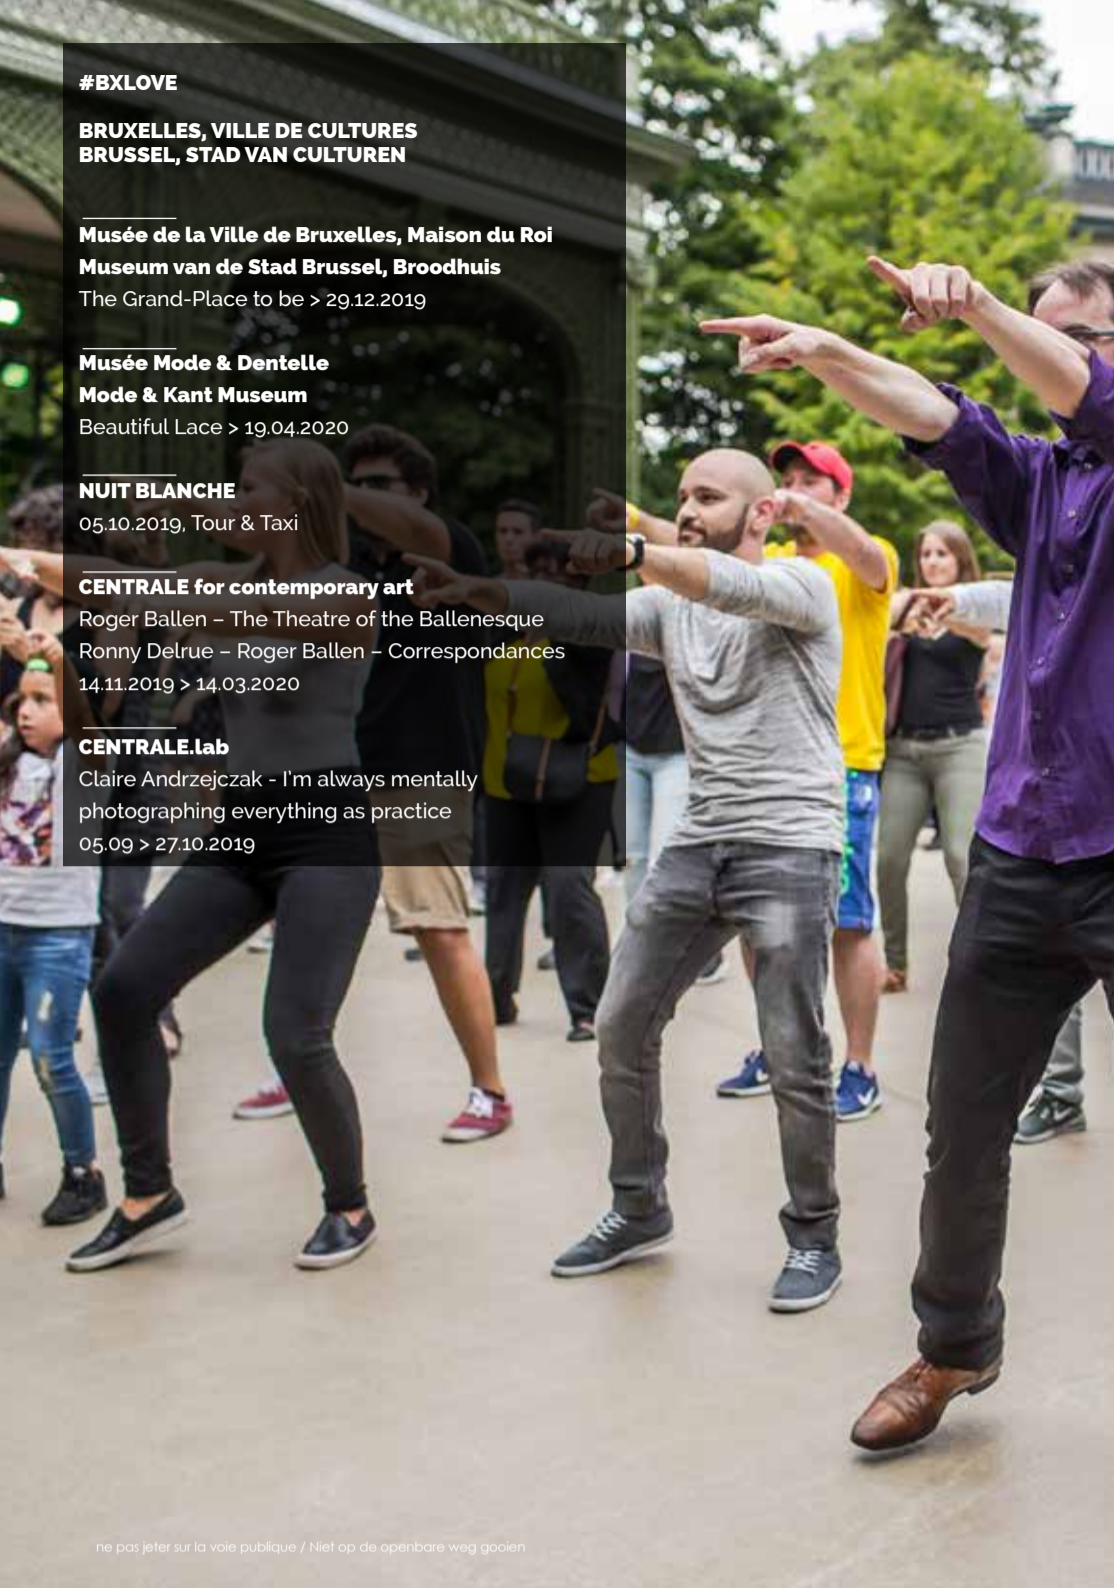 #BXLOVE
BRUXELLES, VILLE DE CULTURES
BRUSSEL, STAD VAN CULTUREN
Musée de la Ville de Bruxelles, Maison du Roi
Museum van de Stad Brussel, Broodhuis
The Grand-Place to be > 29.12.2019
Musée Mode & Dentelle
Mode & Kant Museum
Beautiful Lace > 19.04.2020
NUIT BLANCHE
05.10.2019, Tour & Taxi
CENTRALE for contemporary art
Roger Ballen – The Theatre of the Ballenesque
Ronny Delrue – Roger Ballen – Correspondances
14.11.2019 > 14.03.2020
CENTRALE.lab
Claire Andrzejczak - I'm always mentally
photographing everything as practice
05.09 > 27.10.2019
ne pas jeter sur la voie publique / Niet op de openbare weg gooien